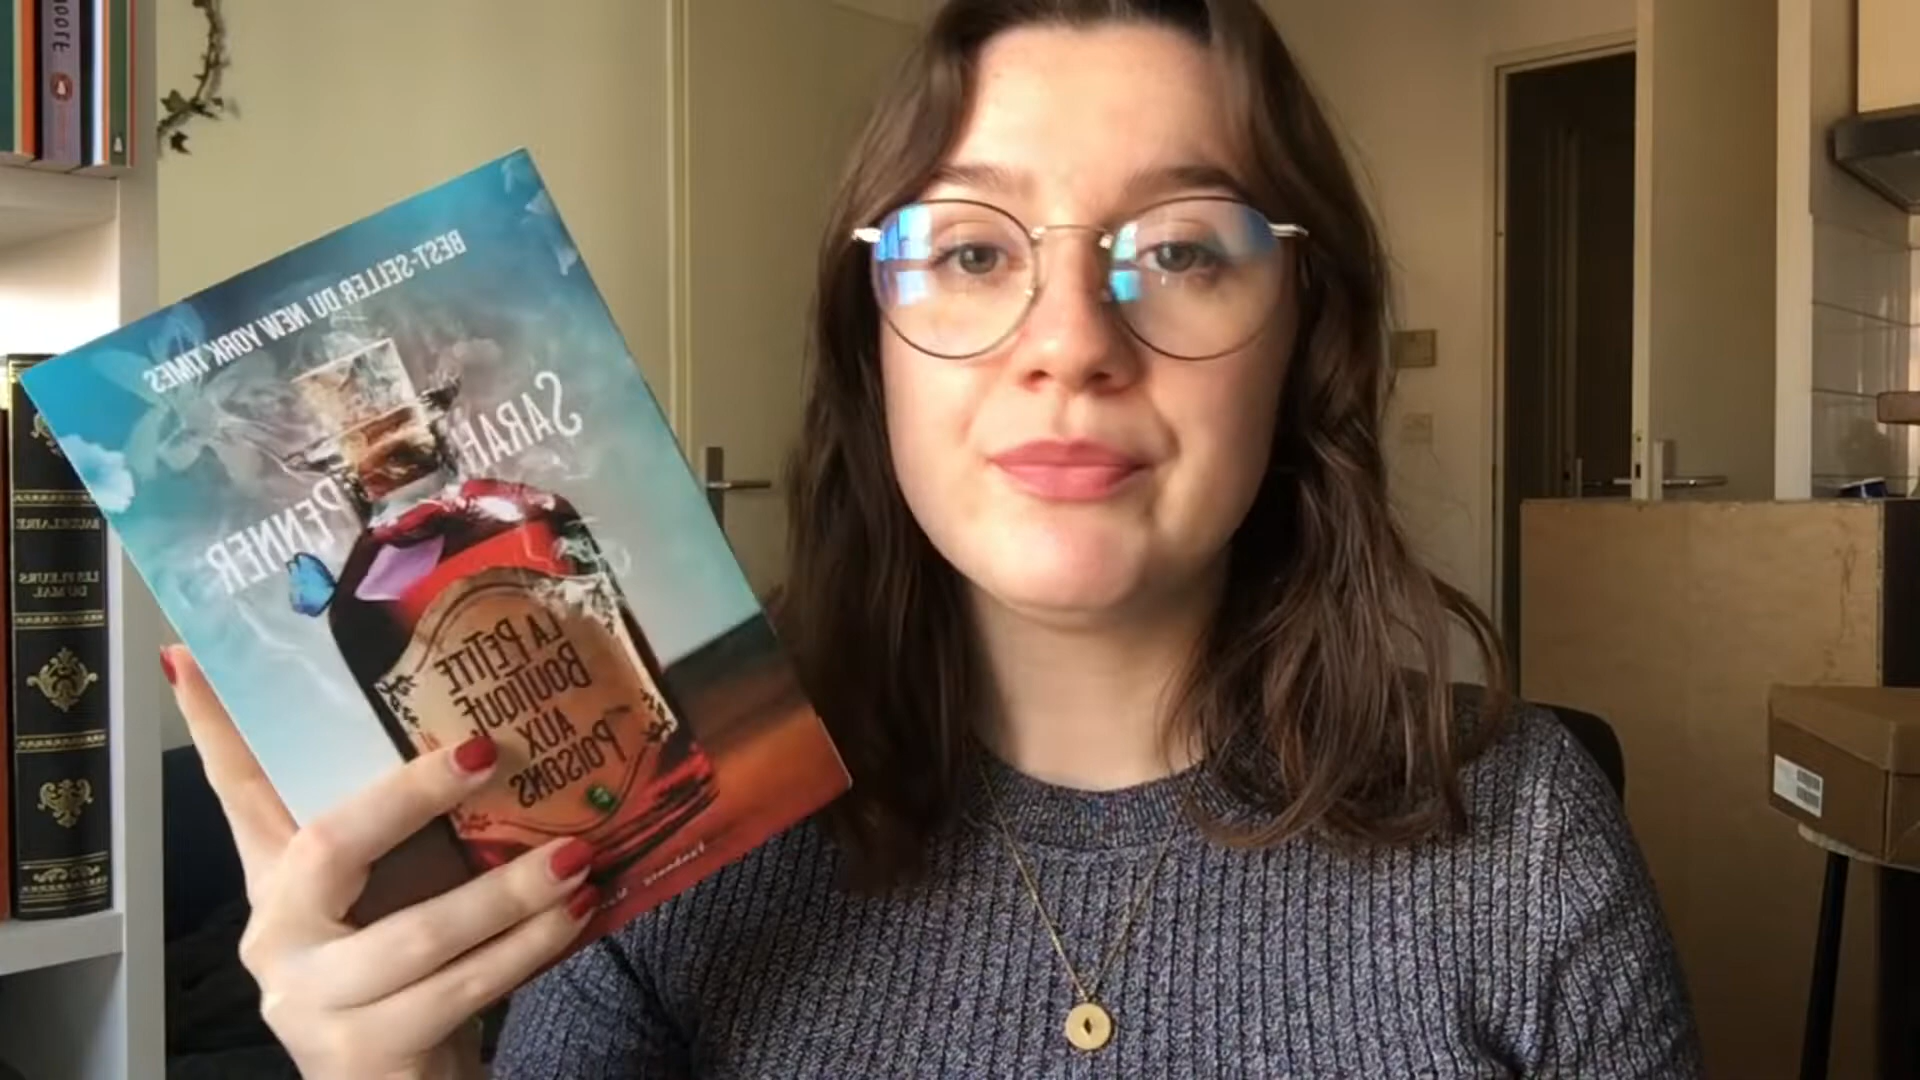 BEST-SELLER DU NEW YORK TIMES
SARAH
PENNER
LA PETITE
BOUTIQUE
AUX
POISONS
BAUDELAIRE
LES FLEURS
DU MAL